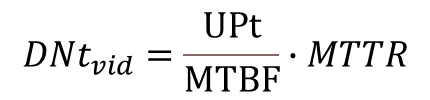 DNt_vid = UPt / MTBF · MTTR